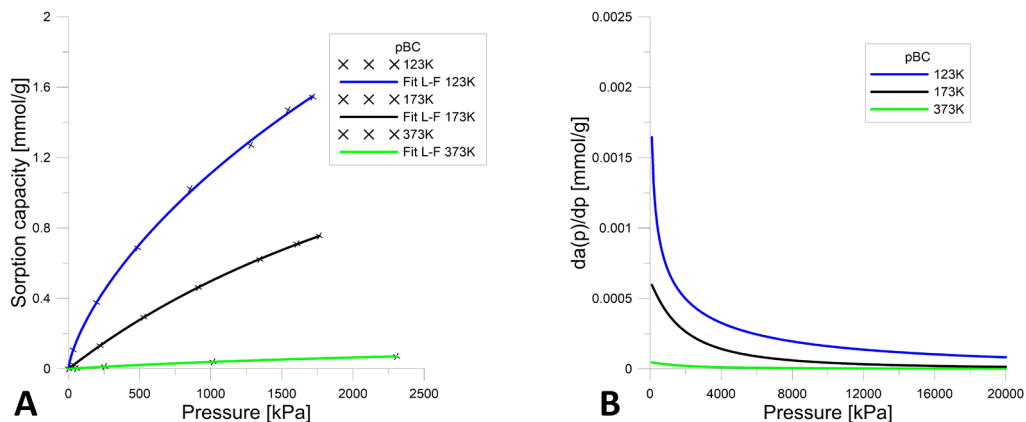 Sorption capacity [mmol/g]
2
1.6
1.2
0.8
0.4
0
0 500 1000 1500 2000 2500
Pressure [kPa]
pBC
123K
Fit L-F 123K
173K
Fit L-F 173K
373K
Fit L-F 373K
A
da(p)/dp [mmol/g]
0.0025
0.002
0.0015
0.001
0.0005
0
0 4000 8000 12000 16000 20000
Pressure [kPa]
pBC
123K
173K
373K
B